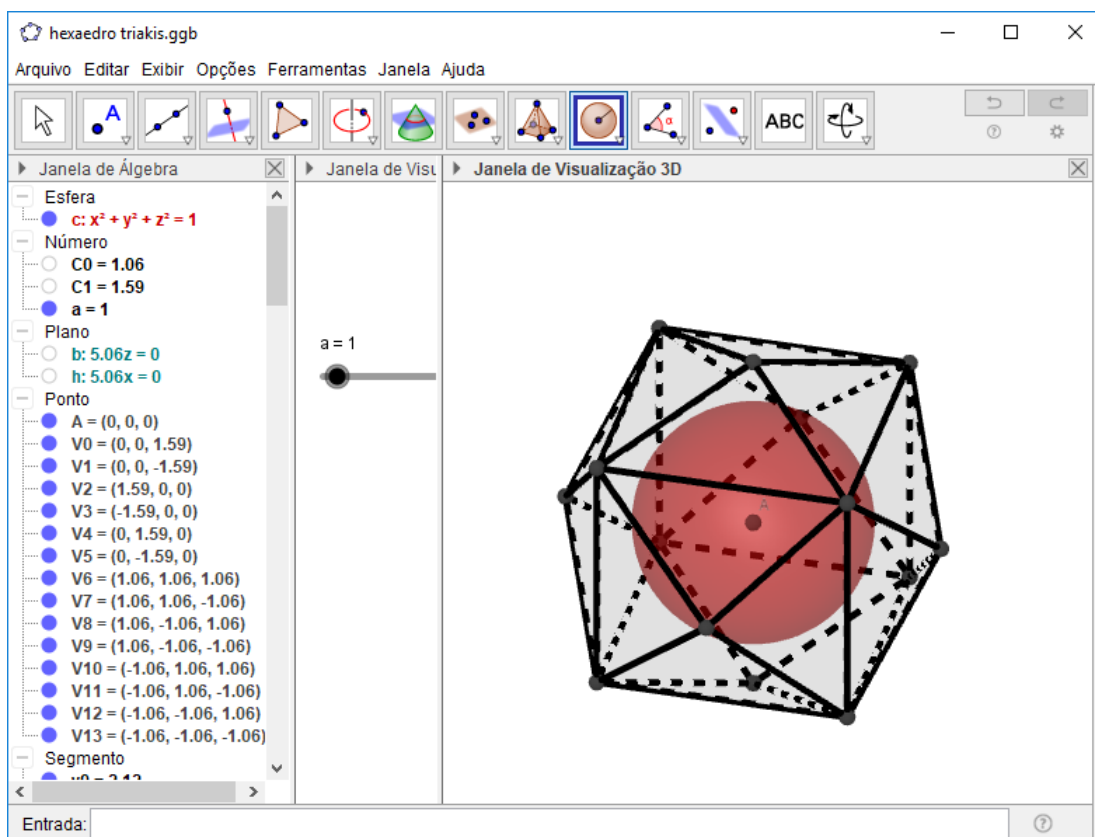 hexaedro triakis.ggb
Arquivo Editar Exibir Opções Ferramentas Janela Ajuda
A
α
ABC
Janela de Álgebra
Janela de Visu
Janela de Visualização 3D
Esfera
c: x² + y² + z² = 1
Número
C0 = 1.06
C1 = 1.59
a = 1
Plano
b: 5.06z = 0
h: 5.06x = 0
Ponto
A = (0, 0, 0)
V0 = (0, 0, 1.59)
V1 = (0, 0, -1.59)
V2 = (1.59, 0, 0)
V3 = (-1.59, 0, 0)
V4 = (0, 1.59, 0)
V5 = (0, -1.59, 0)
V6 = (1.06, 1.06, 1.06)
V7 = (1.06, 1.06, -1.06)
V8 = (1.06, -1.06, 1.06)
V9 = (1.06, -1.06, -1.06)
V10 = (-1.06, 1.06, 1.06)
V11 = (-1.06, 1.06, -1.06)
V12 = (-1.06, -1.06, 1.06)
V13 = (-1.06, -1.06, -1.06)
Segmento
a = 1
A
Entrada: